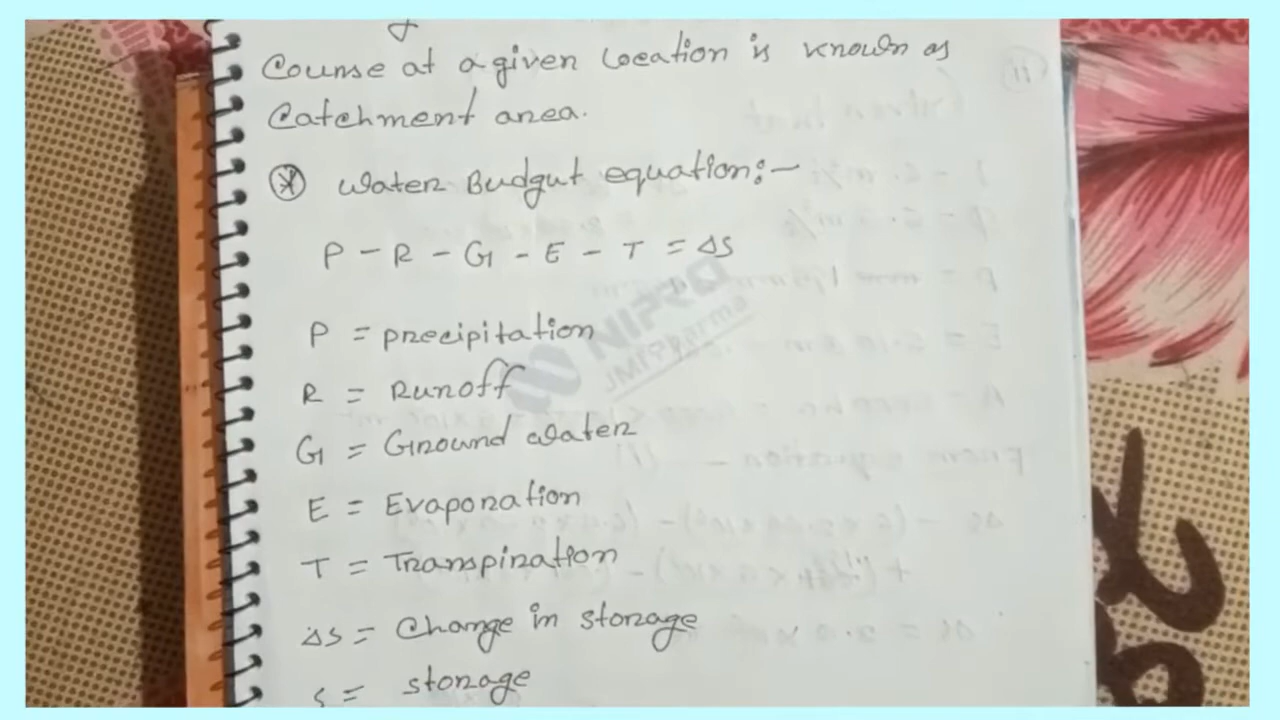 Course at a given location is known as
Catchment area.
* Water Budgut equation:-
P - R - G - E - T = ΔS
P = precipitation
R = Runoff
G = Ground water
E = Evaporation
T = Transpiration
ΔS = Change in storage
S = storage